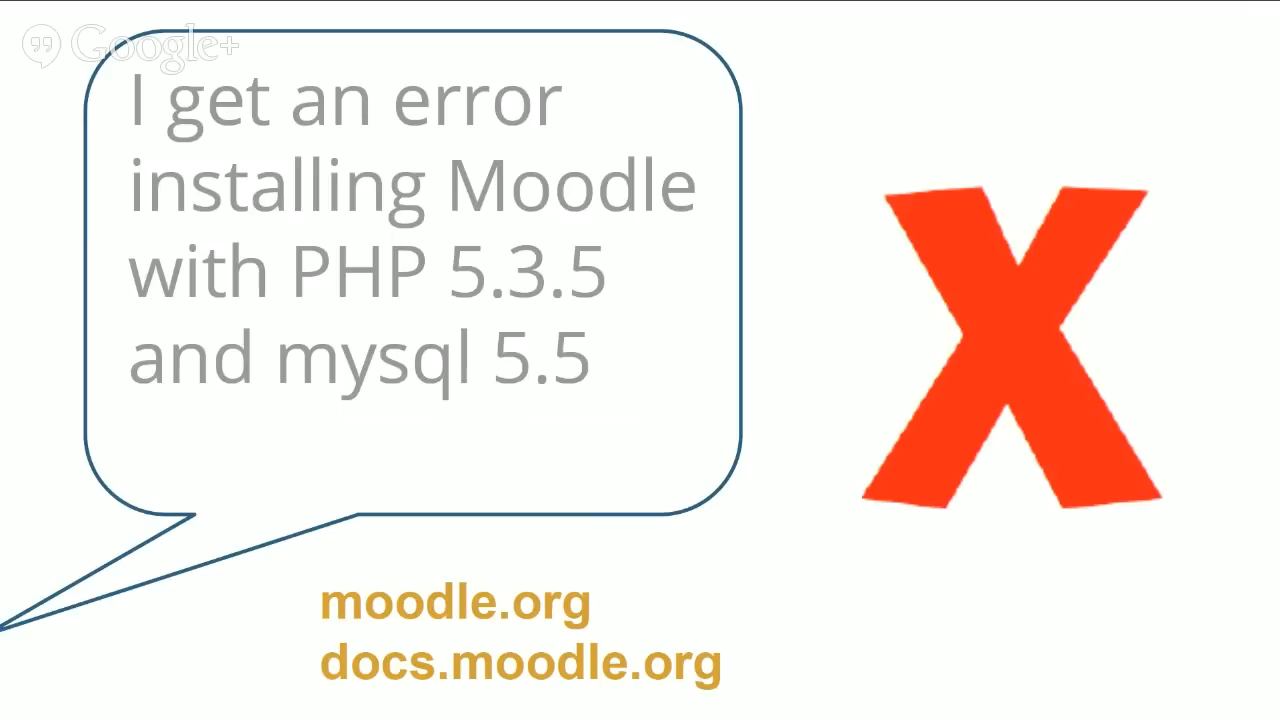 Google+
I get an error
installing Moodle
with PHP 5.3.5
and mysql 5.5
X
moodle.org
docs.moodle.org